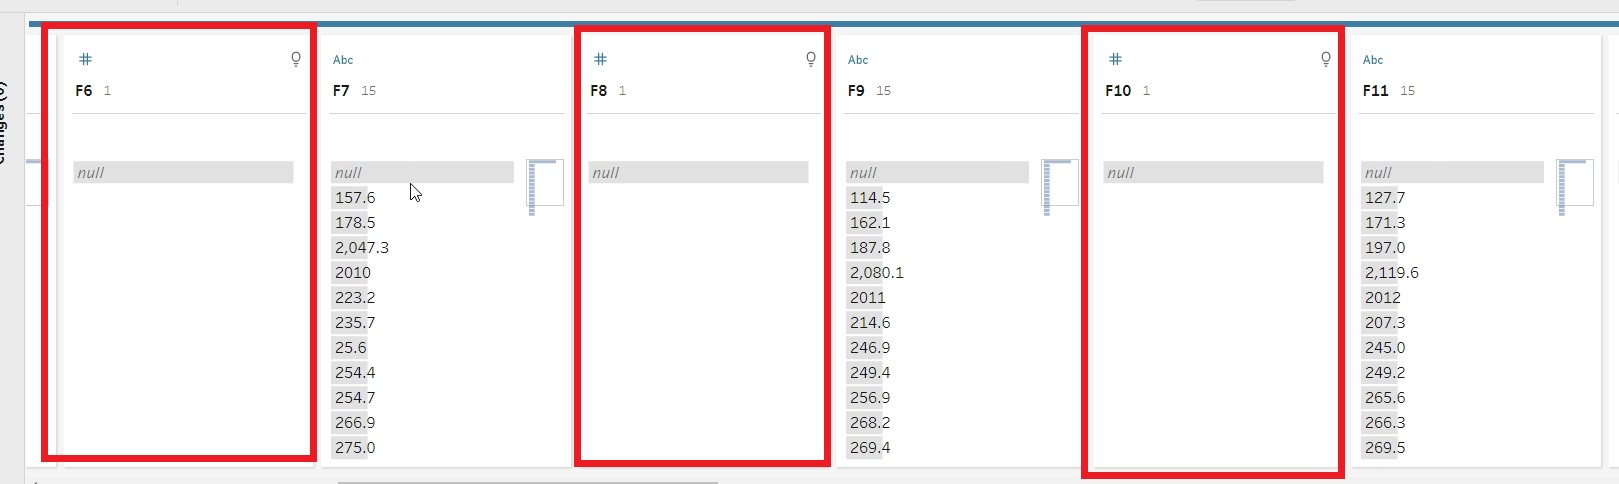 Changes (0)
# 
F6 1
null
Abc
F7 15
null
157.6
178.5
2,047.3
2010
223.2
235.7
25.6
254.4
254.7
266.9
275.0
#
F8 1
null
Abc
F9 15
null
114.5
162.1
187.8
2,080.1
2011
214.6
246.9
249.4
256.9
268.2
269.4
#
F10 1
null
Abc
F11 15
null
127.7
171.3
197.0
2,119.6
2012
207.3
245.0
249.2
265.6
266.3
269.5